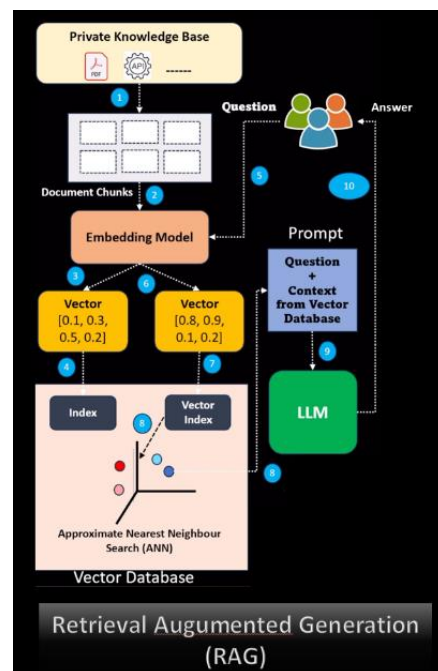 Private Knowledge Base
PDF
API
------
1
Question
Answer
Document Chunks
2
5
10
Embedding Model
3
6
Prompt
Vector
[0.1, 0.3,
0.5, 0.2]
Vector
[0.8, 0.9,
0.1, 0.2]
Question
+
Context
from Vector
Database
4
7
9
Index
Vector
Index
8
LLM
8
Approximate Nearest Neighbour
Search (ANN)
Vector Database
Retrieval Augumented Generation
(RAG)